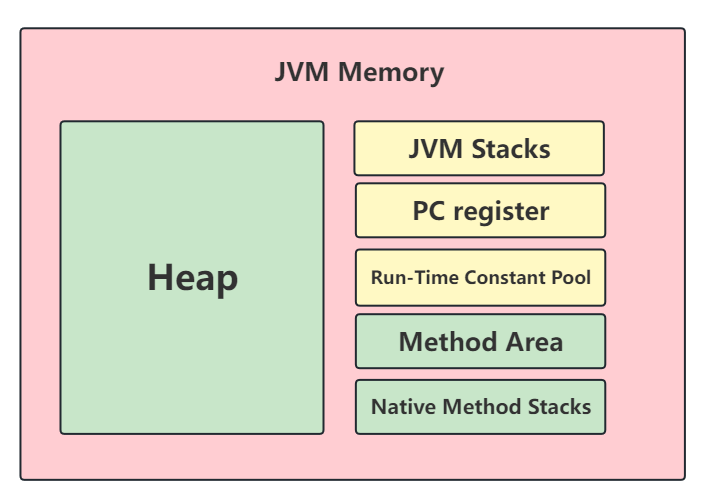 JVM Memory
Heap
JVM Stacks
PC register
Run-Time Constant Pool
Method Area
Native Method Stacks